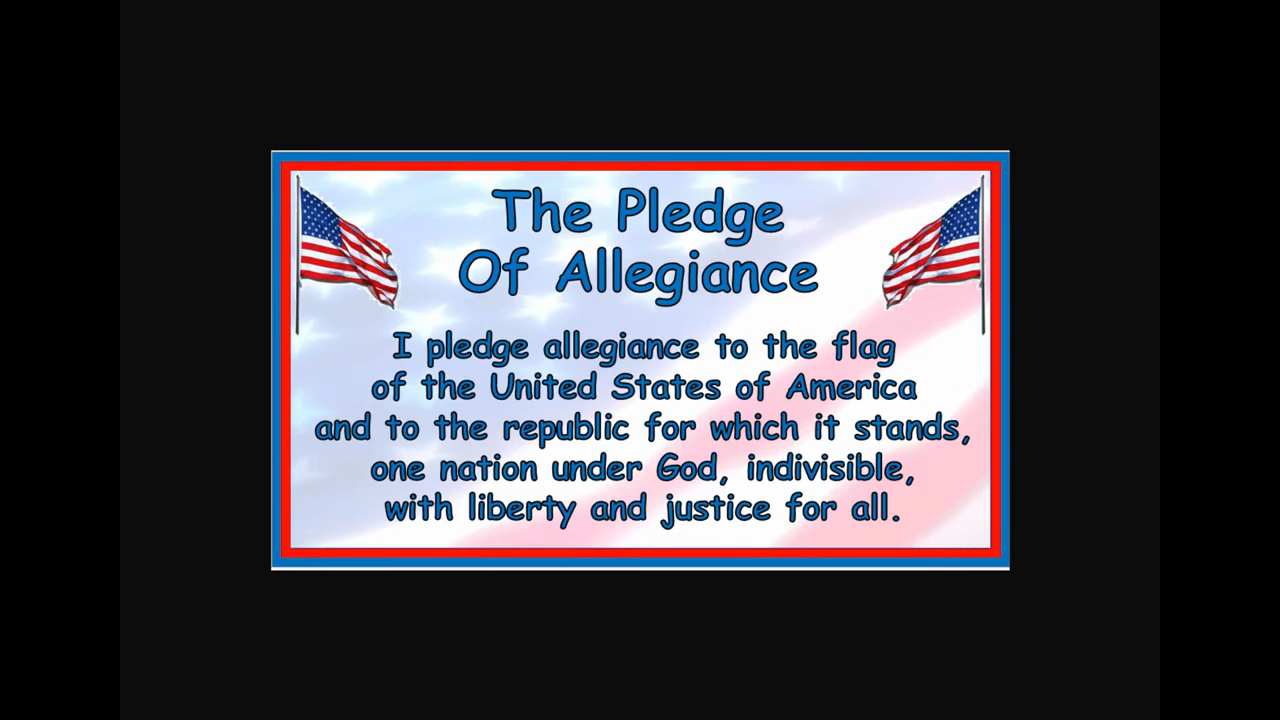 The Pledge
Of Allegiance
I pledge allegiance to the flag
of the United States of America
and to the republic for which it stands,
one nation under God, indivisible,
with liberty and justice for all.